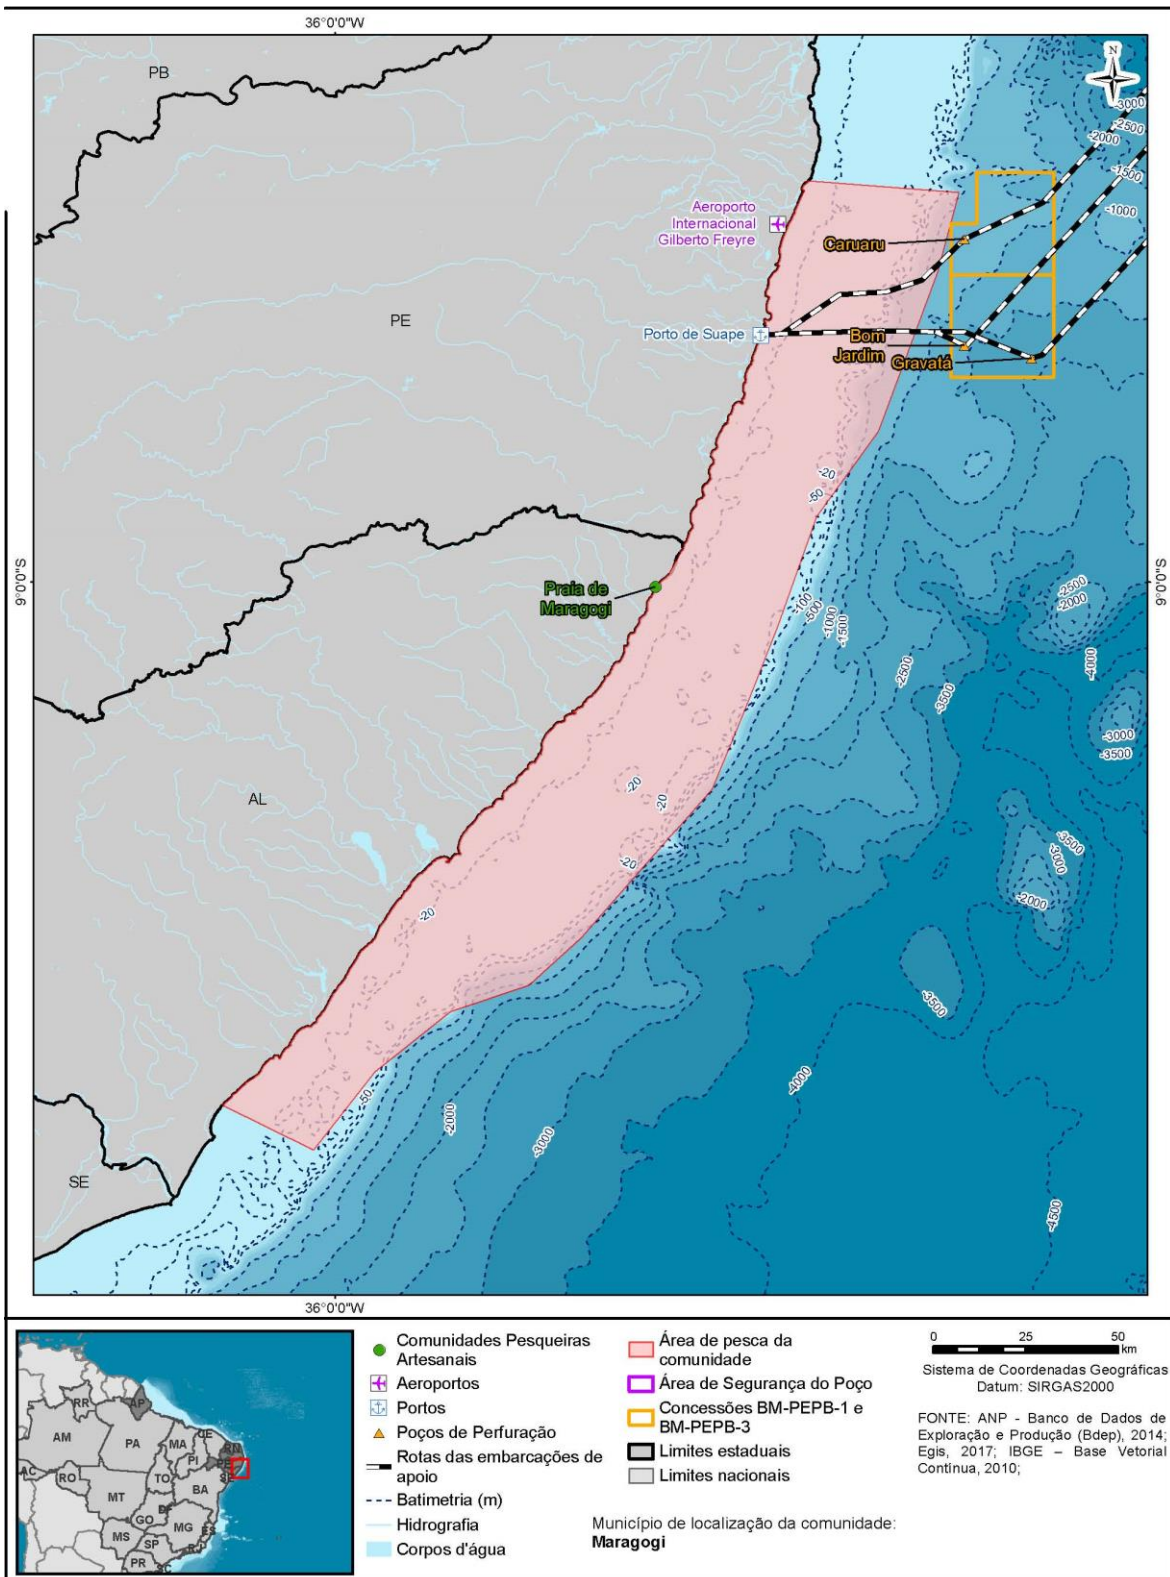 36°0'0"W
PB
N
-3000
-2500
-2000
-1500
-1000
Aeroporto
Internacional
Gilberto Freyre
Caruaru
PE
Porto de Suape
Bom
Jardim
Gravatá
-20
-50
9°0'0"S
9°0'0"S
Praia de
Maragogi
-100
-500
-1000
-1500
-2500
-3500
-2500
-2000
-4000
-3000
-3500
AL
-20
-20
-20
-20
-3500
-3000
-2000
-3500
-4000
-50
-2000
-3000
-4500
SE
36°0'0"W
Comunidades Pesqueiras
Artesanais
Aeroportos
Portos
Poços de Perfuração
Rotas das embarcações de
apoio
Batimetria (m)
Hidrografia
Corpos d'água
Área de pesca da
comunidade
Área de Segurança do Poço
Concessões BM-PEPB-1 e
BM-PEPB-3
Limites estaduais
Limites nacionais
Município de localização da comunidade:
Maragogi
0 25 50
km
Sistema de Coordenadas Geográficas
Datum: SIRGAS2000
FONTE: ANP - Banco de Dados de
Exploração e Produção (Bdep), 2014;
Egis, 2017; IBGE – Base Vetorial
Contínua, 2010;
RR
AP
AM
PA
MA
CE
RN
PI
PE
AC
RO
TO
SE
BA
MT
DF
GO
MG
ES
MS
SP
RJ
PR
SC